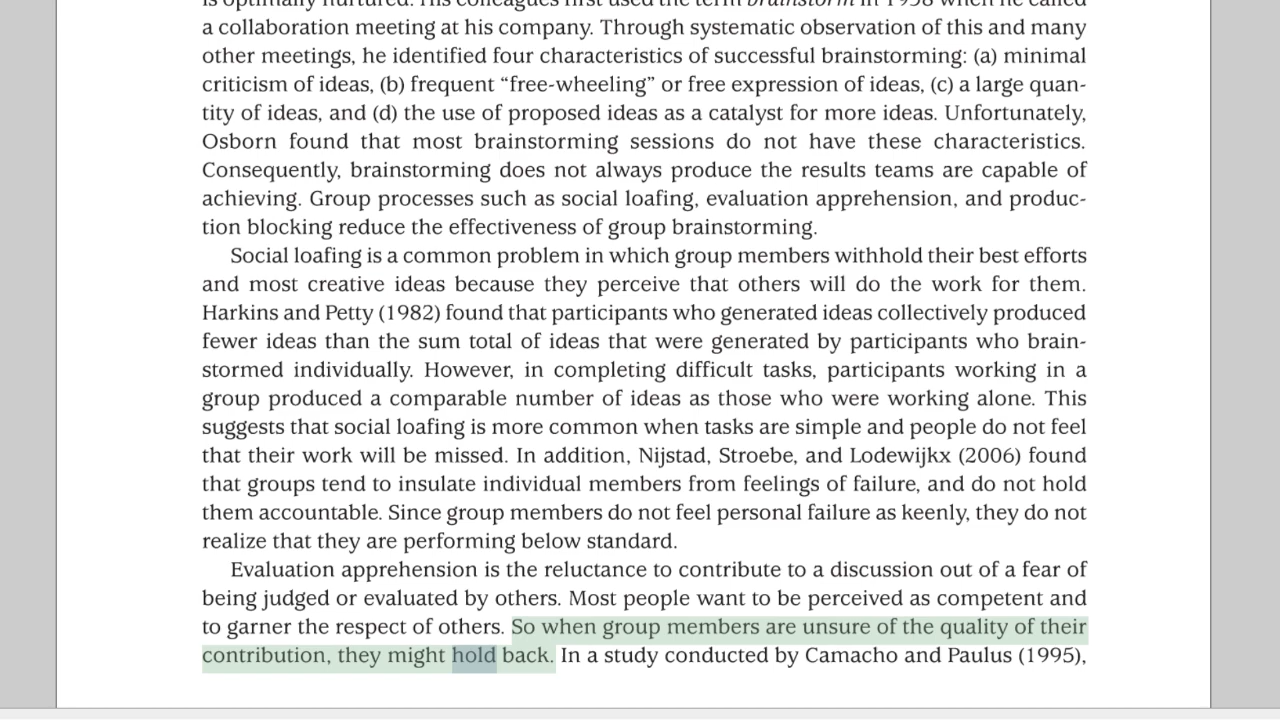 is optimally nurtured. His colleagues first used the term brainstorm in 1938 when he called
a collaboration meeting at his company. Through systematic observation of this and many
other meetings, he identified four characteristics of successful brainstorming: (a) minimal
criticism of ideas, (b) frequent “free-wheeling” or free expression of ideas, (c) a large quan-
tity of ideas, and (d) the use of proposed ideas as a catalyst for more ideas. Unfortunately,
Osborn found that most brainstorming sessions do not have these characteristics.
Consequently, brainstorming does not always produce the results teams are capable of
achieving. Group processes such as social loafing, evaluation apprehension, and produc-
tion blocking reduce the effectiveness of group brainstorming.
Social loafing is a common problem in which group members withhold their best efforts
and most creative ideas because they perceive that others will do the work for them.
Harkins and Petty (1982) found that participants who generated ideas collectively produced
fewer ideas than the sum total of ideas that were generated by participants who brain-
stormed individually. However, in completing difficult tasks, participants working in a
group produced a comparable number of ideas as those who were working alone. This
suggests that social loafing is more common when tasks are simple and people do not feel
that their work will be missed. In addition, Nijstad, Stroebe, and Lodewijkx (2006) found
that groups tend to insulate individual members from feelings of failure, and do not hold
them accountable. Since group members do not feel personal failure as keenly, they do not
realize that they are performing below standard.
Evaluation apprehension is the reluctance to contribute to a discussion out of a fear of
being judged or evaluated by others. Most people want to be perceived as competent and
to garner the respect of others. So when group members are unsure of the quality of their
contribution, they might hold back. In a study conducted by Camacho and Paulus (1995),